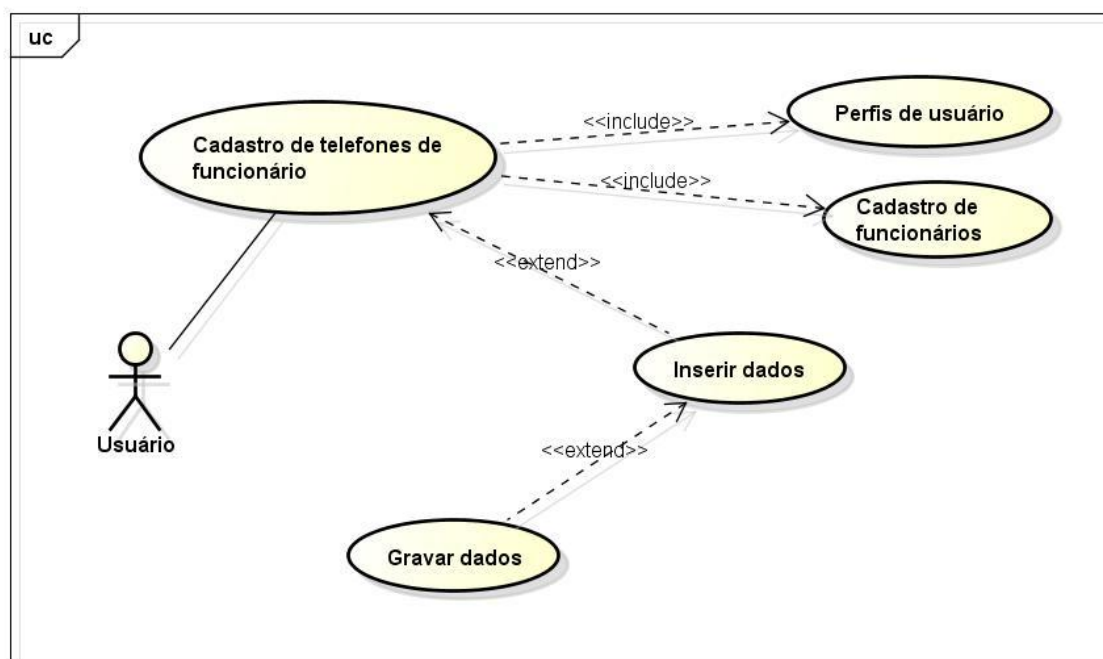 uc
Cadastro de telefones de
funcionário
<<include>>
Perfis de usuário
<<include>>
Cadastro de
funcionários
<<extend>>
Inserir dados
Usuário
<<extend>>
Gravar dados